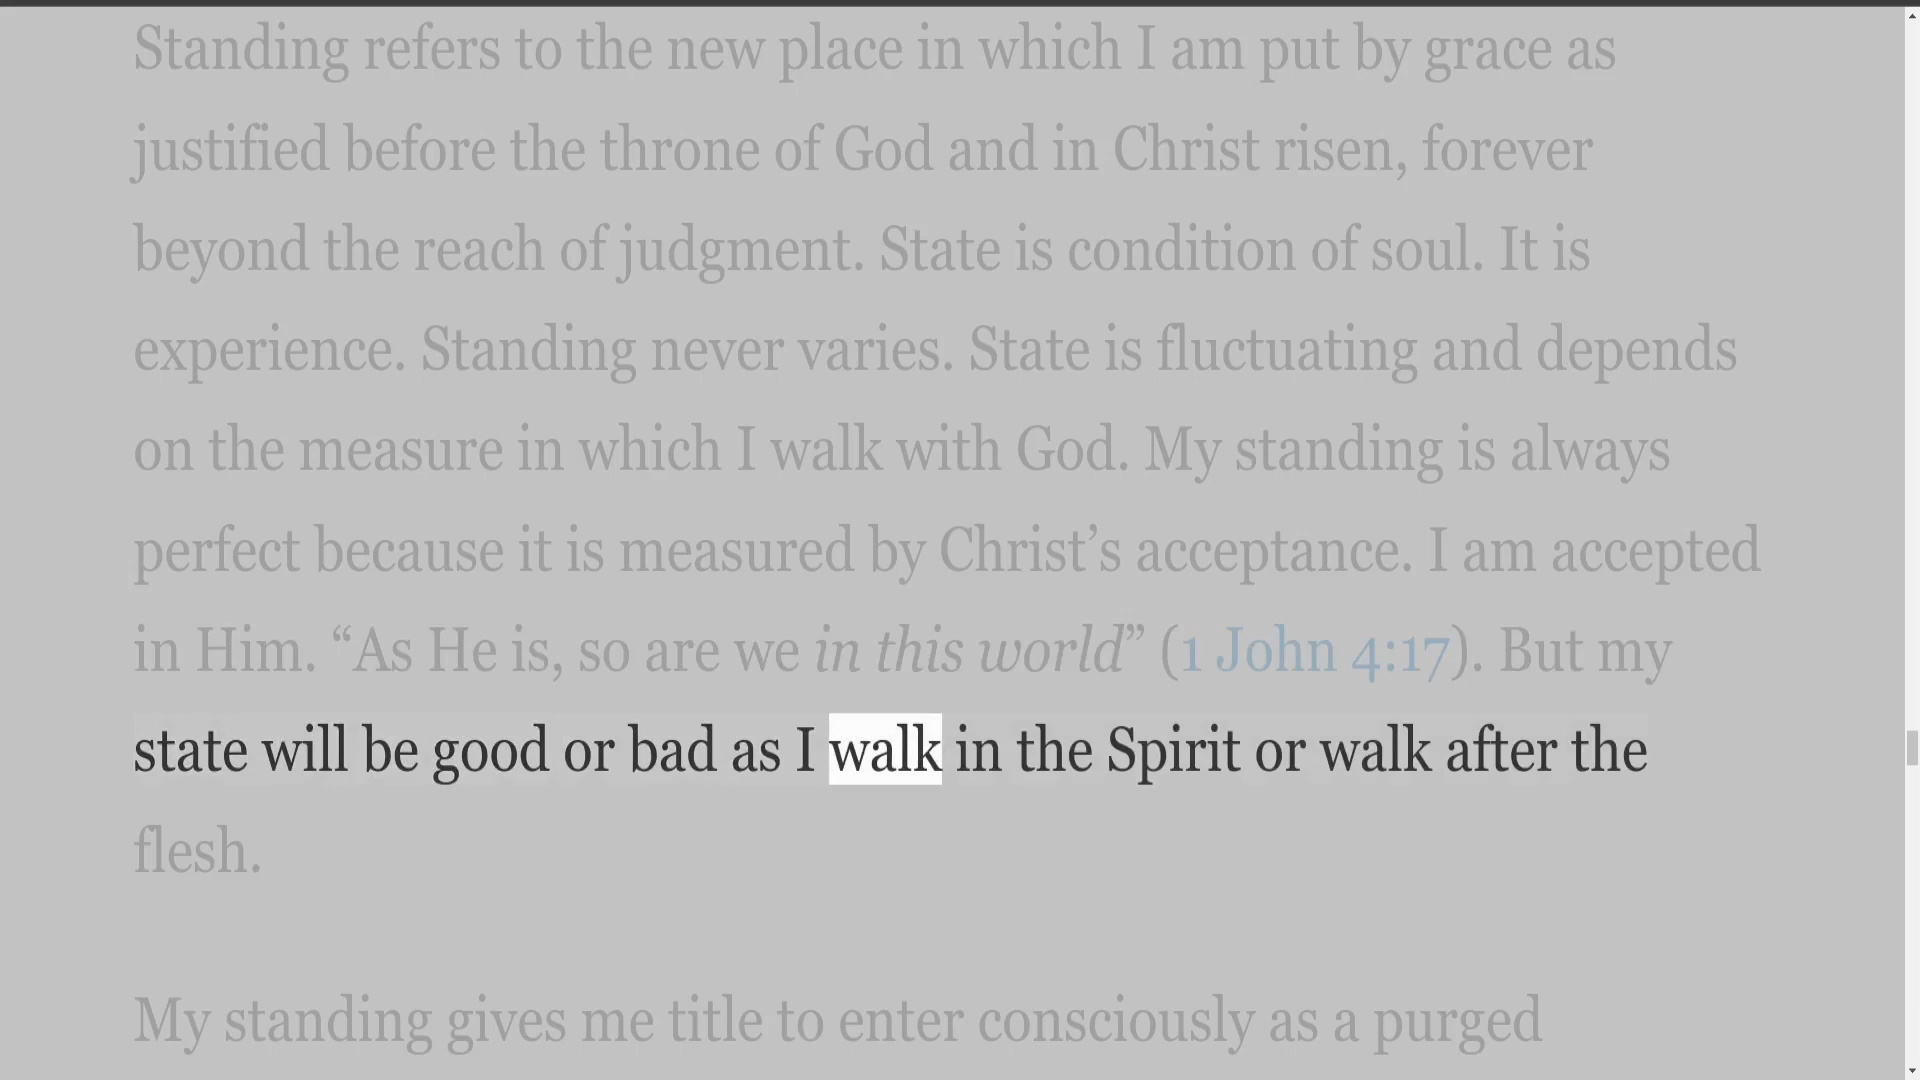 Standing refers to the new place in which I am put by grace as
justified before the throne of God and in Christ risen, forever
beyond the reach of judgment. State is condition of soul. It is
experience. Standing never varies. State is fluctuating and depends
on the measure in which I walk with God. My standing is always
perfect because it is measured by Christ’s acceptance. I am accepted
in Him. “As He is, so are we in this world” (1 John 4:17). But my
state will be good or bad as I walk in the Spirit or walk after the
flesh.
My standing gives me title to enter consciously as a purged